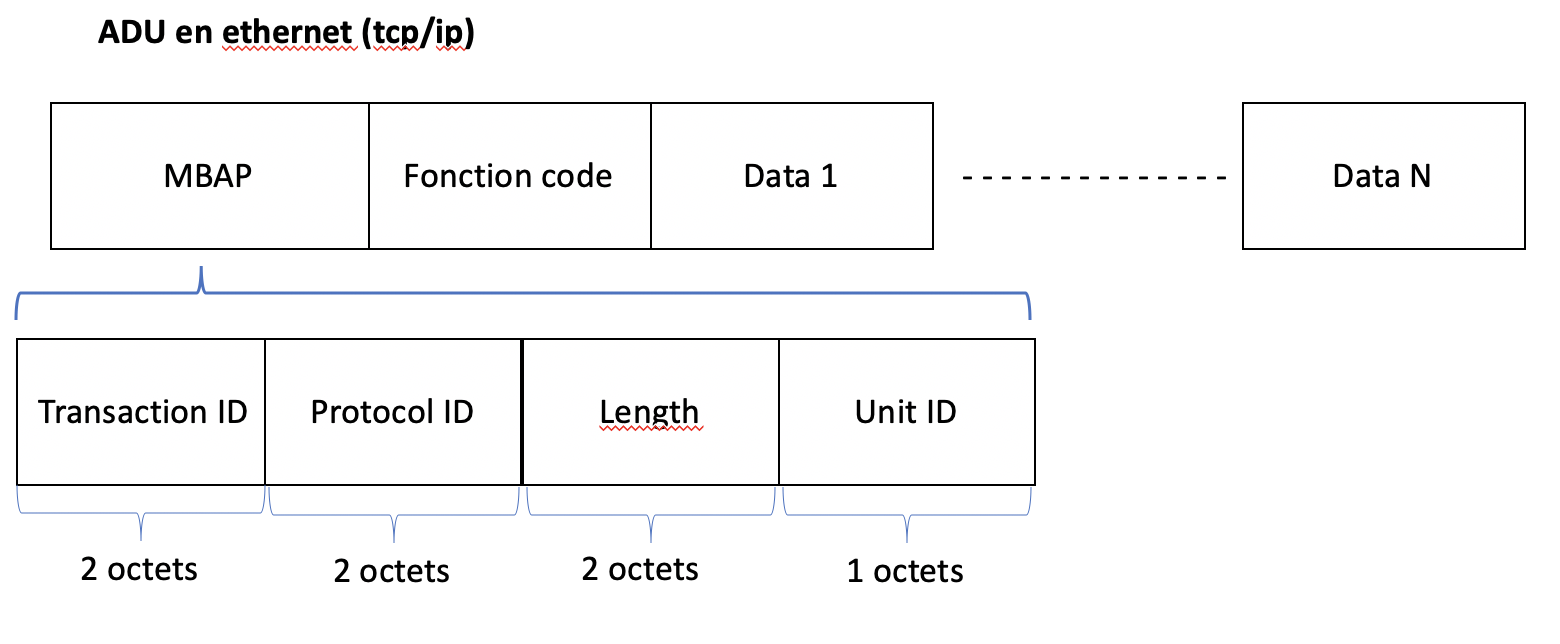 ADU en ethernet (tcp/ip)
MBAP Fonction code Data 1 Data N
Transaction ID Protocol ID Length Unit ID
2 octets 2 octets 2 octets 1 octets